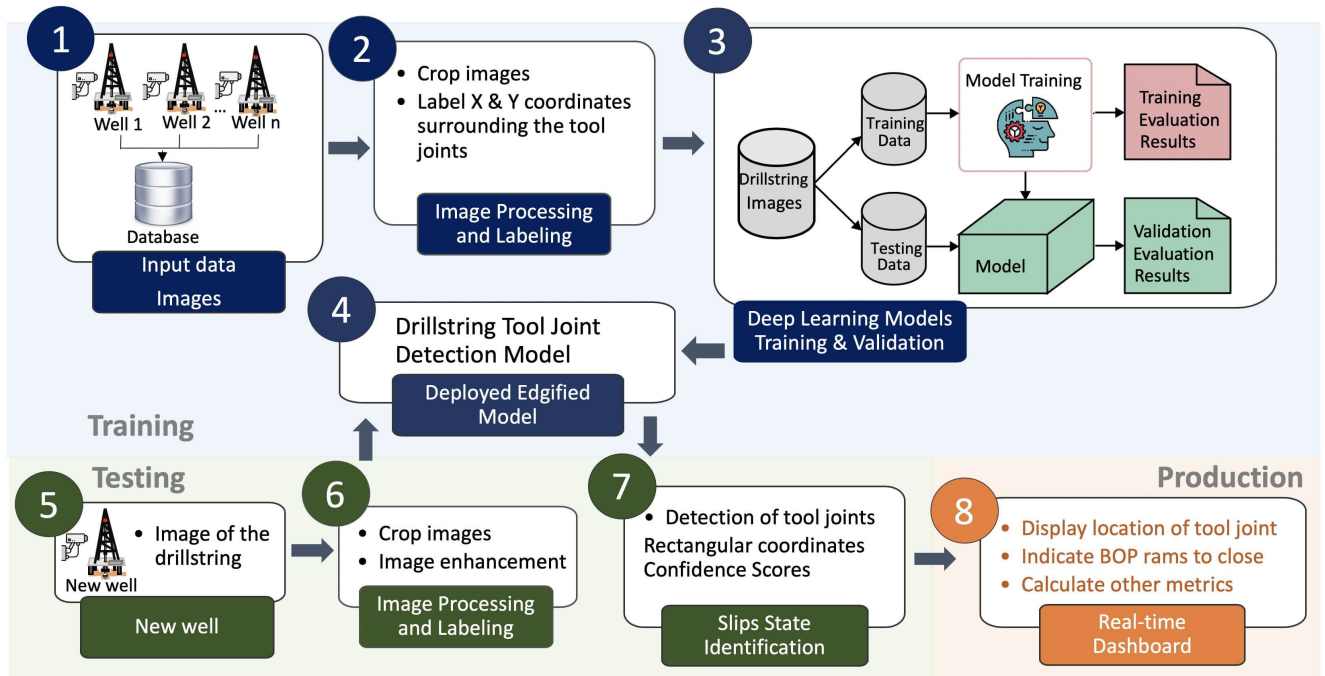 1
Well 1
Well 2
...
Well n
Database
Input data
Images
2
• Crop images
• Label X & Y coordinates
surrounding the tool
joints
Image Processing
and Labeling
3
Drillstring
Images
Training
Data
Testing
Data
Model Training
Model
Training
Evaluation
Results
Validation
Evaluation
Results
Deep Learning Models
Training & Validation
4
Drillstring Tool Joint
Detection Model
Deployed Edgified
Model
Training
Testing
5
• Image of the
drillstring
New well
New well
6
• Crop images
• Image enhancement
Image Processing
and Labeling
7
• Detection of tool joints
Rectangular coordinates
Confidence Scores
Slips State
Identification
Production
8
• Display location of tool joint
• Indicate BOP rams to close
• Calculate other metrics
Real-time
Dashboard